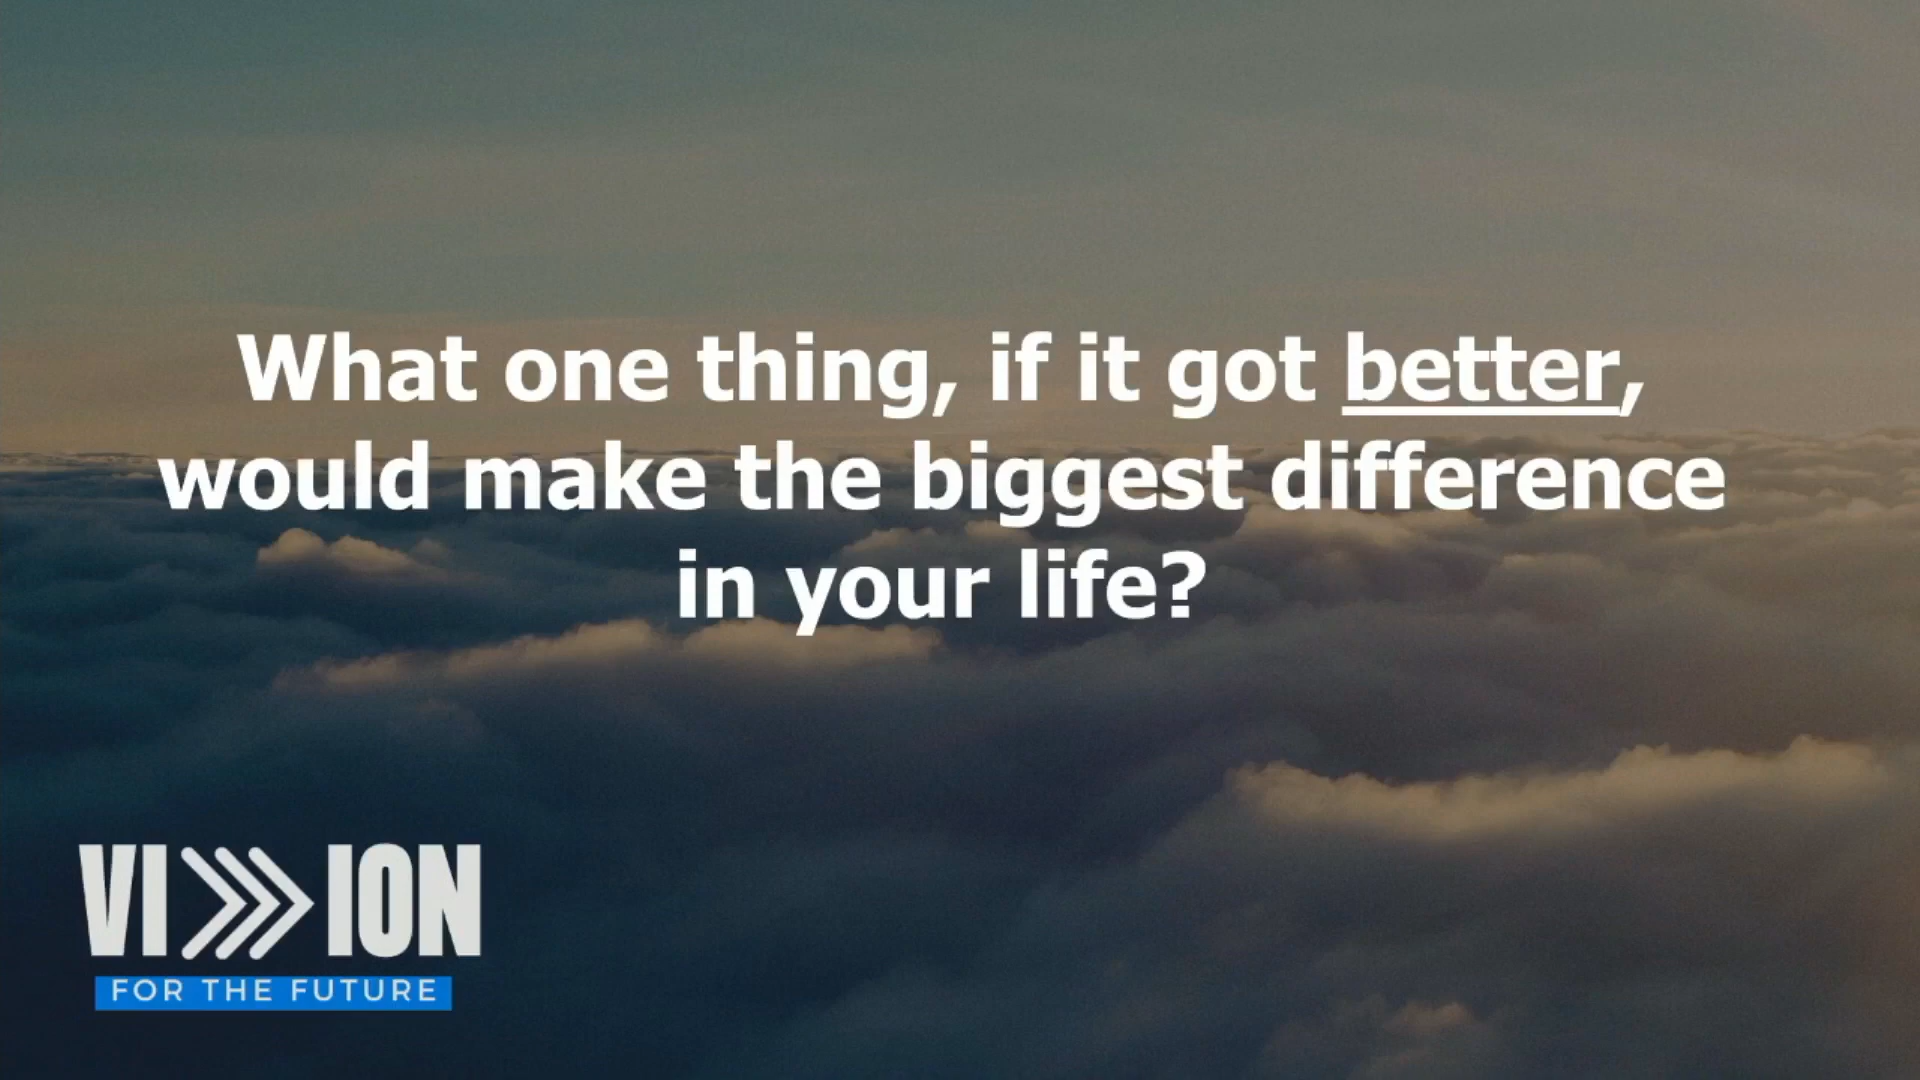 What one thing, if it got better,
would make the biggest difference
in your life?
VI>>>ION
FOR THE FUTURE